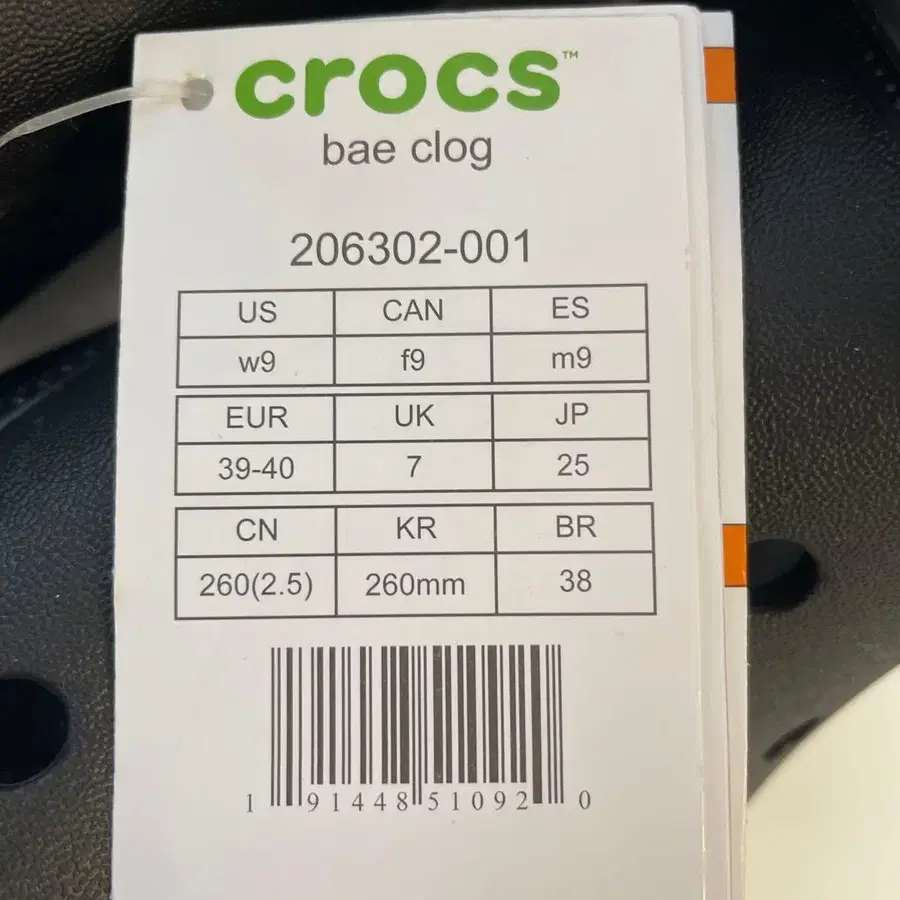 crocs™
bae clog
206302-001
US CAN ES
w9 f9 m9
EUR UK JP
39-40 7 25
CN KR BR
260(2.5) 260mm 38
1 91448 51092 0